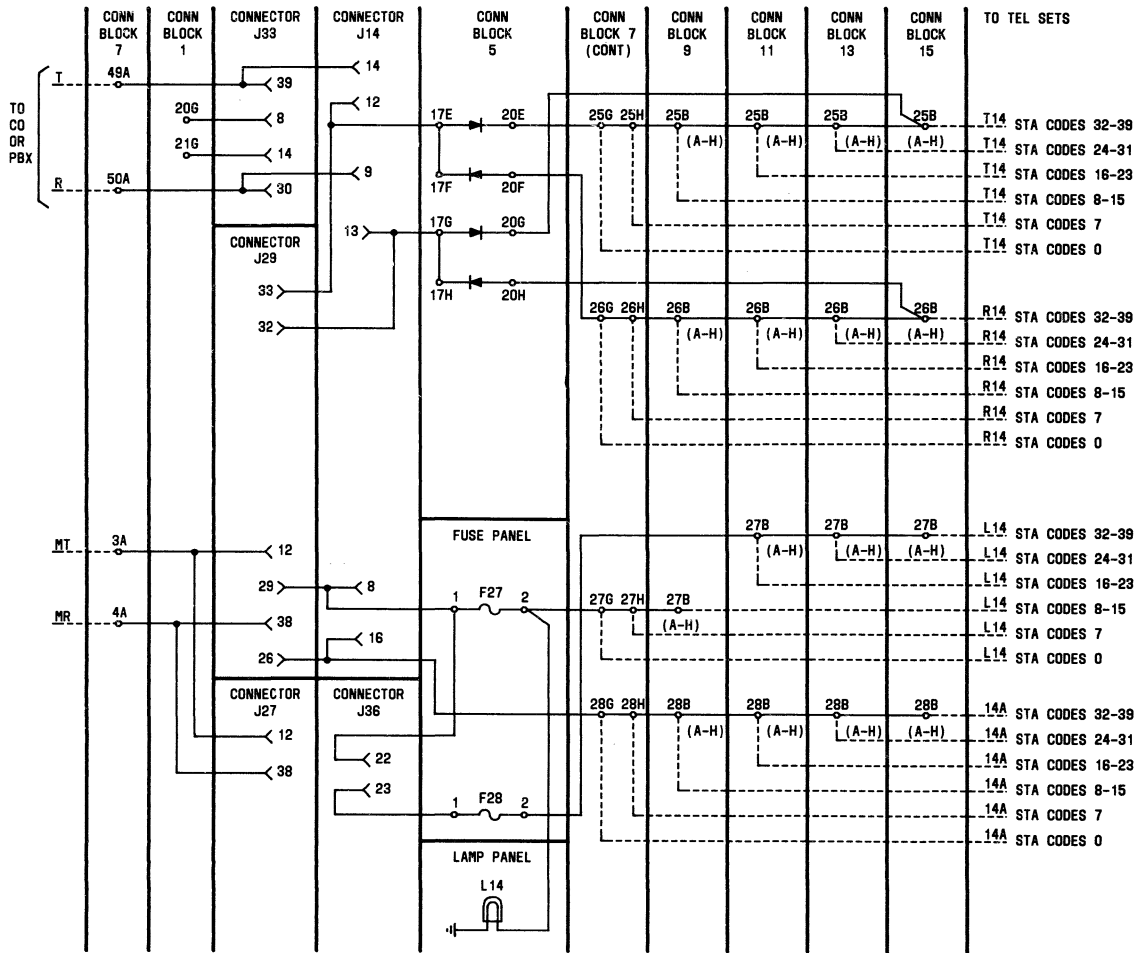 CONN BLOCK 7
CONN BLOCK 1
CONNECTOR J33
CONNECTOR J14
CONN BLOCK 5
CONN BLOCK 7 (CONT)
CONN BLOCK 9
CONN BLOCK 11
CONN BLOCK 13
CONN BLOCK 15
TO TEL SETS
TO CO OR PBX
T 49A 39 14
20G 8 12
21G 14
R 50A 30 9
CONNECTOR J29
33
32
13
17E 20E
17F 20F
17G 20G
17H 20H
25G 25H 25B 25B 25B 25B
(A-H) (A-H) (A-H) (A-H)
T14 STA CODES 32-39
T14 STA CODES 24-31
T14 STA CODES 16-23
T14 STA CODES 8-15
T14 STA CODES 7
T14 STA CODES 0
26G 26H 26B 26B 26B 26B
(A-H) (A-H) (A-H) (A-H)
R14 STA CODES 32-39
R14 STA CODES 24-31
R14 STA CODES 16-23
R14 STA CODES 8-15
R14 STA CODES 7
R14 STA CODES 0
FUSE PANEL
MT 3A 12
29 8
MR 4A 38
16
26
1 F27 2
27B 27B 27B
(A-H) (A-H) (A-H)
27G 27H 27B
(A-H)
L14 STA CODES 32-39
L14 STA CODES 24-31
L14 STA CODES 16-23
L14 STA CODES 8-15
L14 STA CODES 7
L14 STA CODES 0
CONNECTOR J27
12
38
CONNECTOR J36
22
23
1 F28 2
28G 28H 28B 28B 28B 28B
(A-H) (A-H) (A-H) (A-H)
14A STA CODES 32-39
14A STA CODES 24-31
14A STA CODES 16-23
14A STA CODES 8-15
14A STA CODES 7
14A STA CODES 0
LAMP PANEL
L14